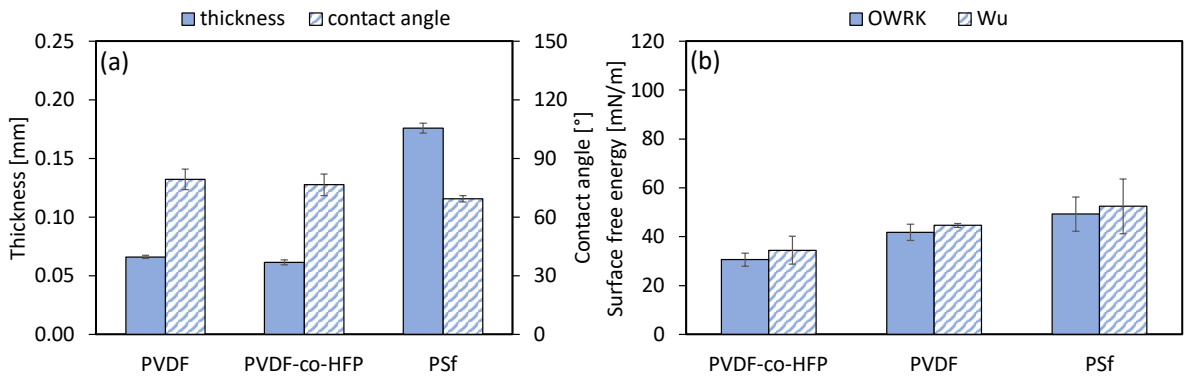 thickness contact angle
(a)
0.25
0.20
0.15
0.10
0.05
0.00
Thickness [mm]
150
120
90
60
30
0
Contact angle [°]
PVDF PVDF-co-HFP PSf
OWRK Wu
(b)
120
100
80
60
40
20
0
Surface free energy [mN/m]
PVDF-co-HFP PVDF PSf